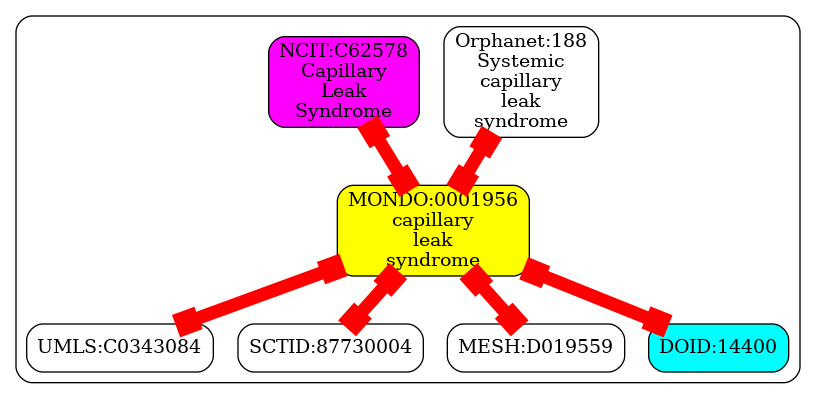 NCIT:C62578
Capillary
Leak
Syndrome
Orphanet:188
Systemic
capillary
leak
syndrome
MONDO:0001956
capillary
leak
syndrome
UMLS:C0343084
SCTID:87730004
MESH:D019559
DOID:14400